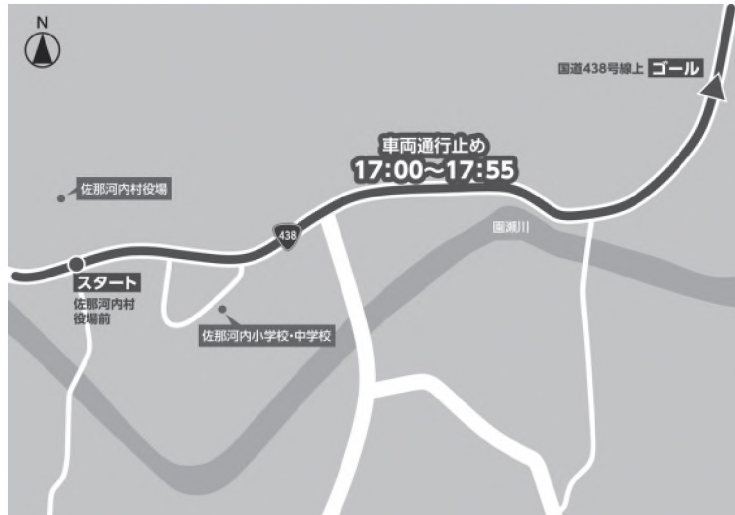 N
国道438号線上 ゴール
車両通行止め
17:00～17:55
佐那河内村役場
438
園瀬川
スタート
佐那河内村
役場前
佐那河内小学校・中学校